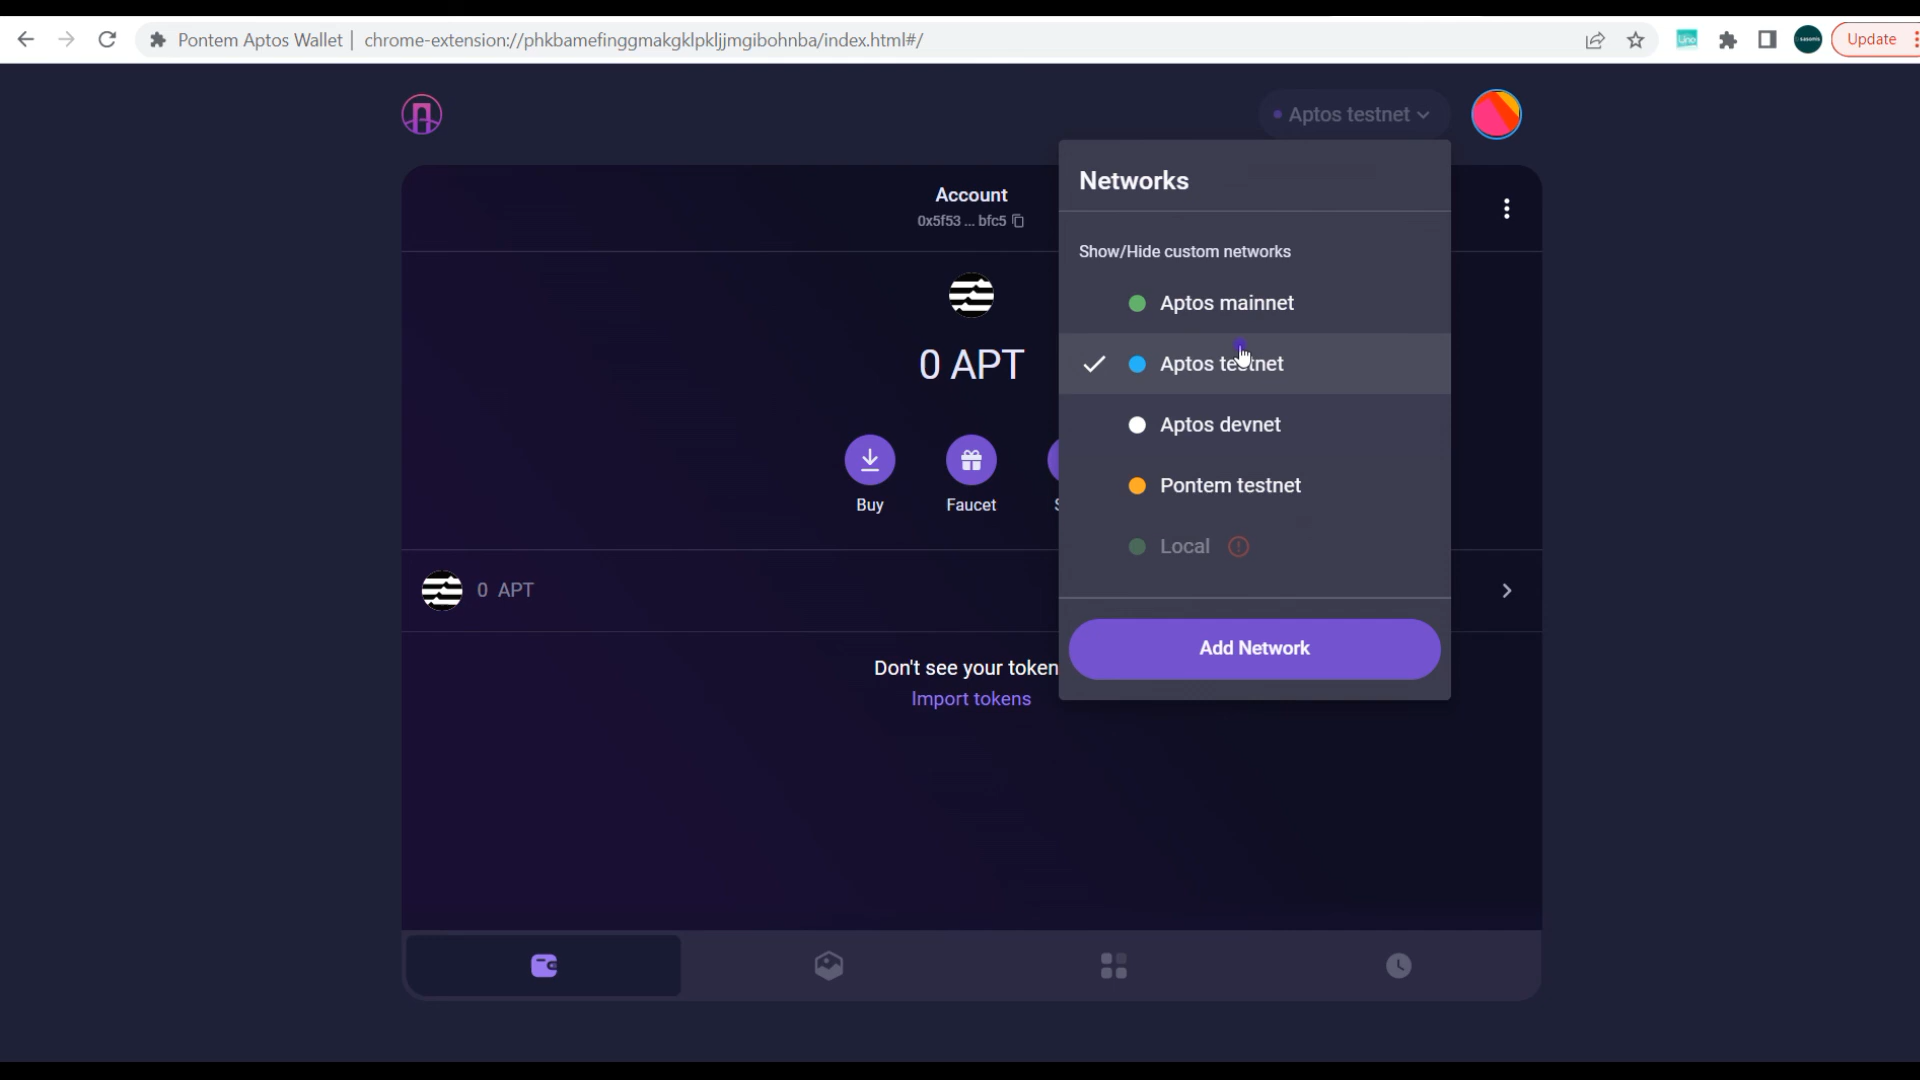 Pontem Aptos Wallet | chrome-extension://phkbamefinggmakgklpkljjmgibohnba/index.html#/
Update
Aptos testnet
Account
0x5f53 ... bfc5
0 APT
Buy
Faucet
0 APT
Don't see your token
Import tokens
Networks
Show/Hide custom networks
Aptos mainnet
Aptos testnet
Aptos devnet
Pontem testnet
Local
Add Network